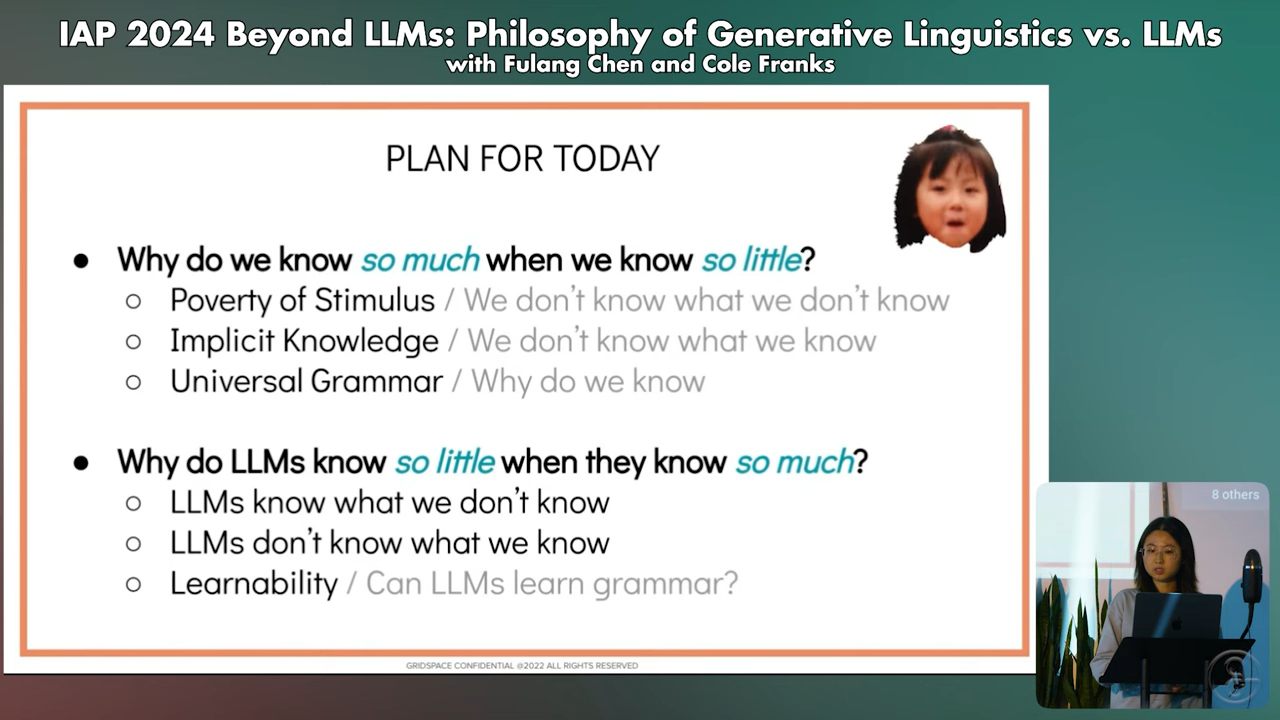 IAP 2024 Beyond LLMs: Philosophy of Generative Linguistics vs. LLMs
with Fulang Chen and Cole Franks
PLAN FOR TODAY
● Why do we know so much when we know so little?
○ Poverty of Stimulus / We don't know what we don't know
○ Implicit Knowledge / We don't know what we know
○ Universal Grammar / Why do we know
● Why do LLMs know so little when they know so much?
○ LLMs know what we don't know
○ LLMs don't know what we know
○ Learnability / Can LLMs learn grammar?
GRIDSPACE CONFIDENTIAL @2022 ALL RIGHTS RESERVED
8 others